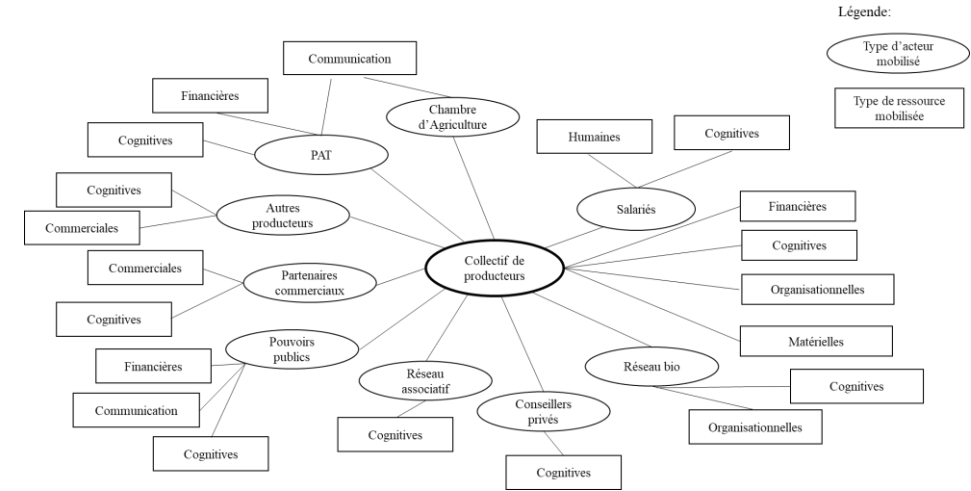 Légende:
Type d'acteur
mobilisé
Type de ressource
mobilisée
Communication
Financières
Chambre
d'Agriculture
Cognitives
PAT
Humaines
Cognitives
Salariés
Cognitives
Autres
producteurs
Commerciales
Financières
Cognitives
Collectif de
producteurs
Commerciales
Partenaires
commerciaux
Organisationnelles
Cognitives
Pouvoirs
publics
Matérielles
Financières
Réseau
associatif
Réseau bio
Cognitives
Communication
Conseillers
privés
Cognitives
Organisationnelles
Cognitives
Cognitives